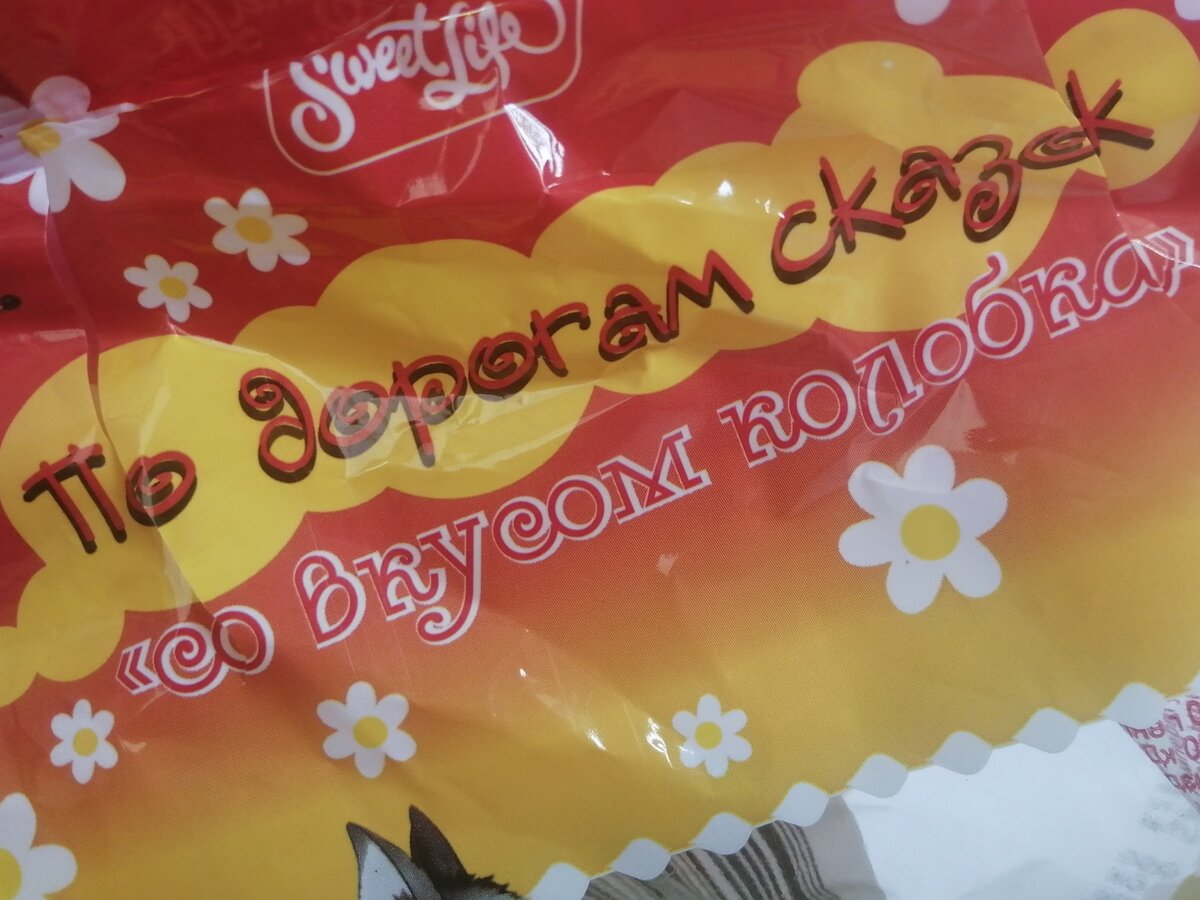 Sweet Life
По дорогам сказок
«со вкусом колобка»